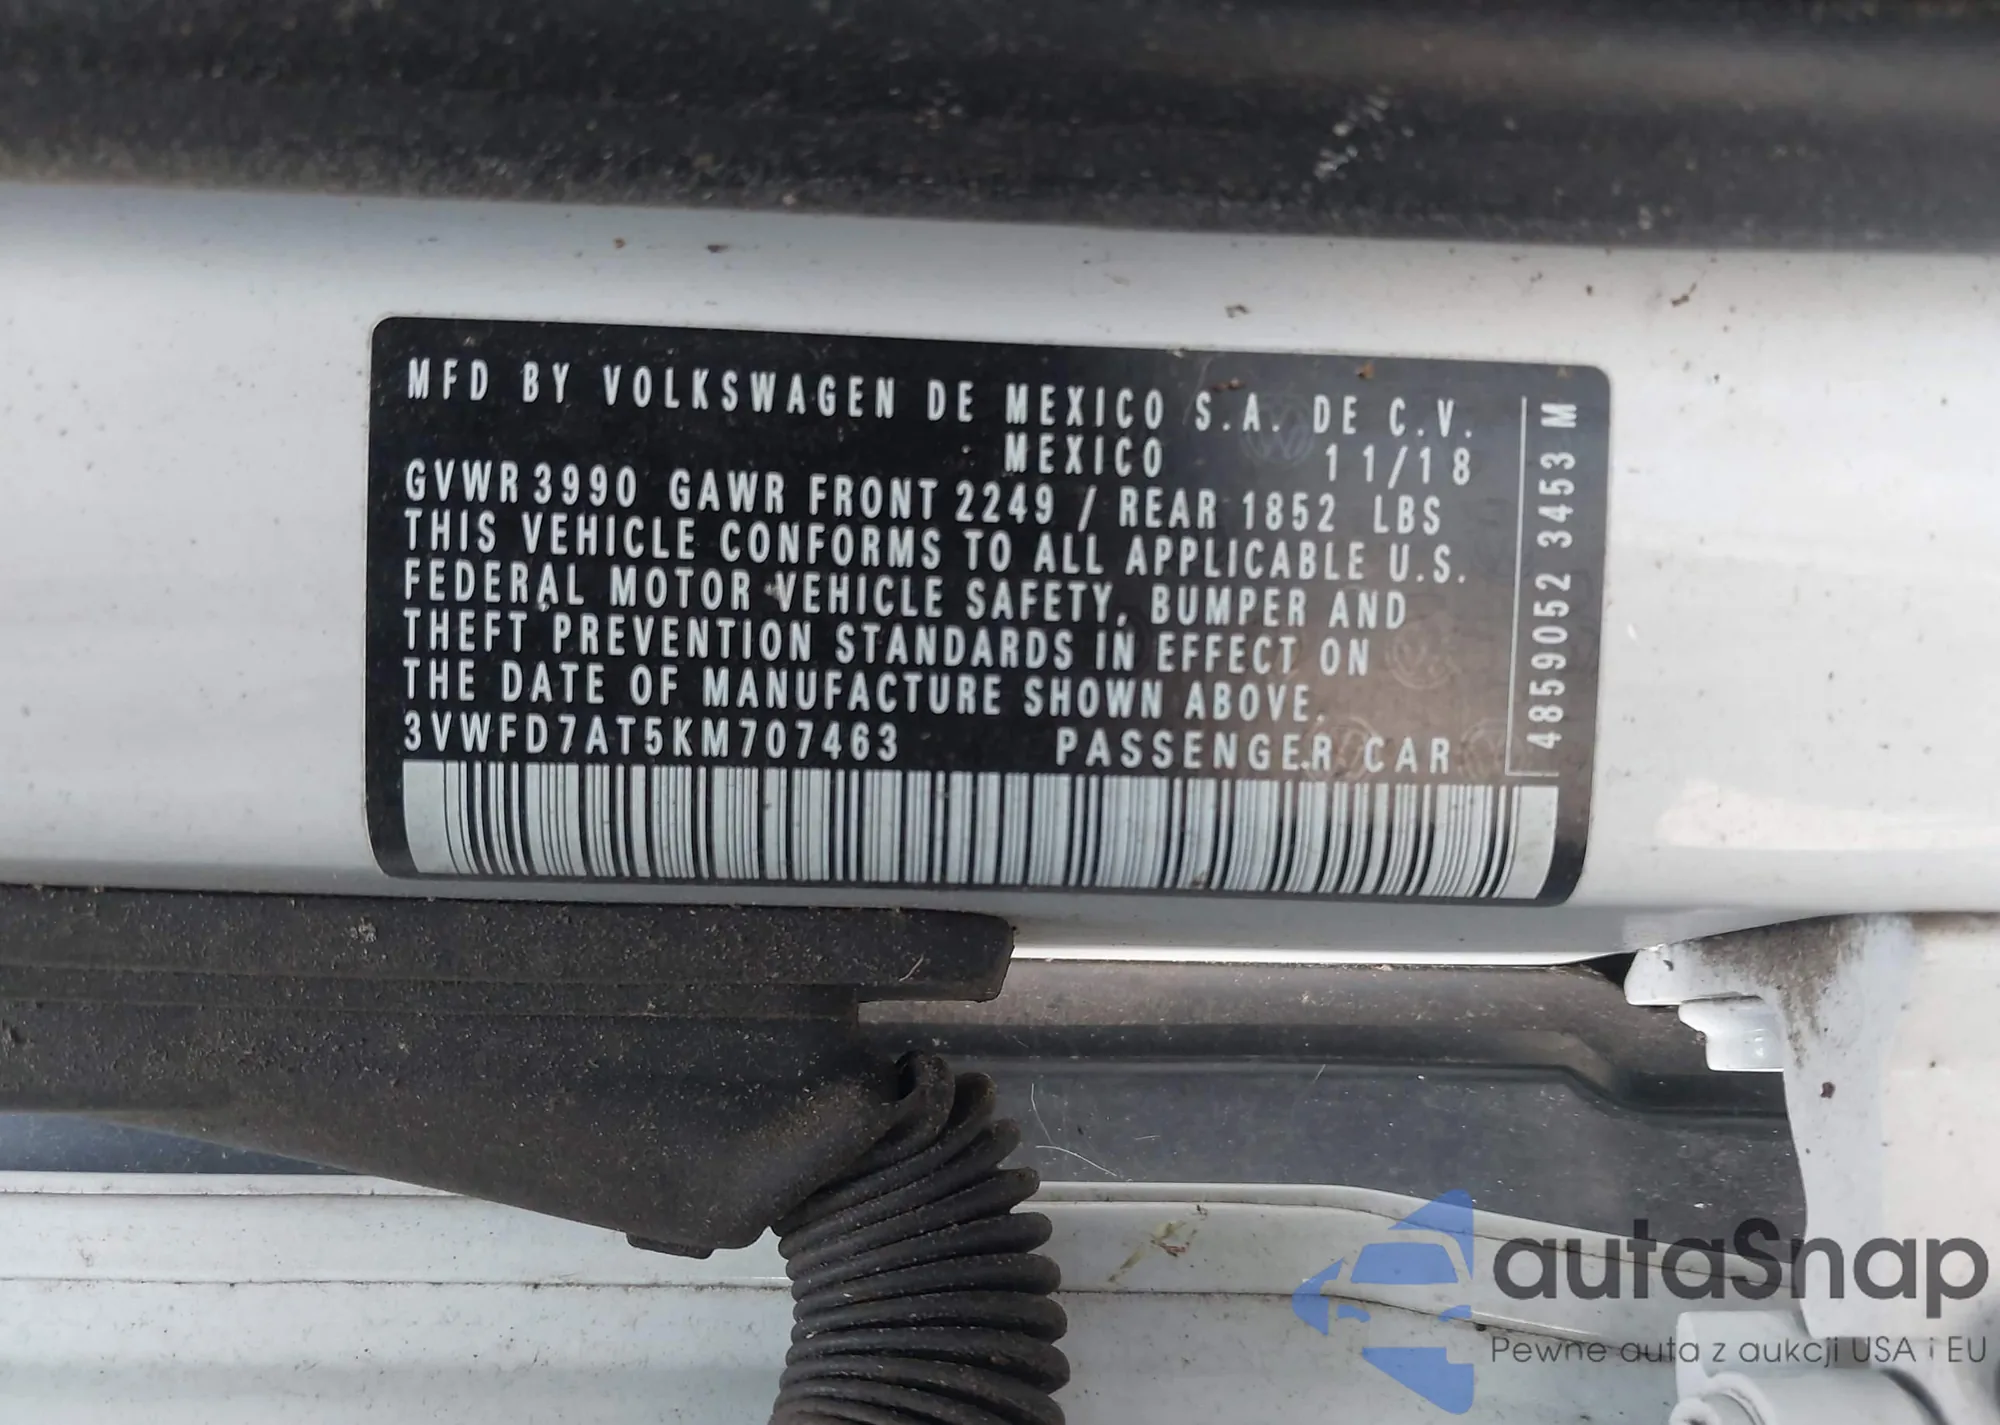 MFD BY VOLKSWAGEN DE MEXICO S.A. DE C.V.
MEXICO 11/18
GVWR 3990 GAWR FRONT 2249 / REAR 1852 LBS
THIS VEHICLE CONFORMS TO ALL APPLICABLE U.S.
FEDERAL MOTOR VEHICLE SAFETY, BUMPER AND
THEFT PREVENTION STANDARDS IN EFFECT ON
THE DATE OF MANUFACTURE SHOWN ABOVE.
3VWFD7AT5KM707463 PASSENGER CAR
4859052 3453 M
autaSnap
Pewne auta z aukcji USA i EU